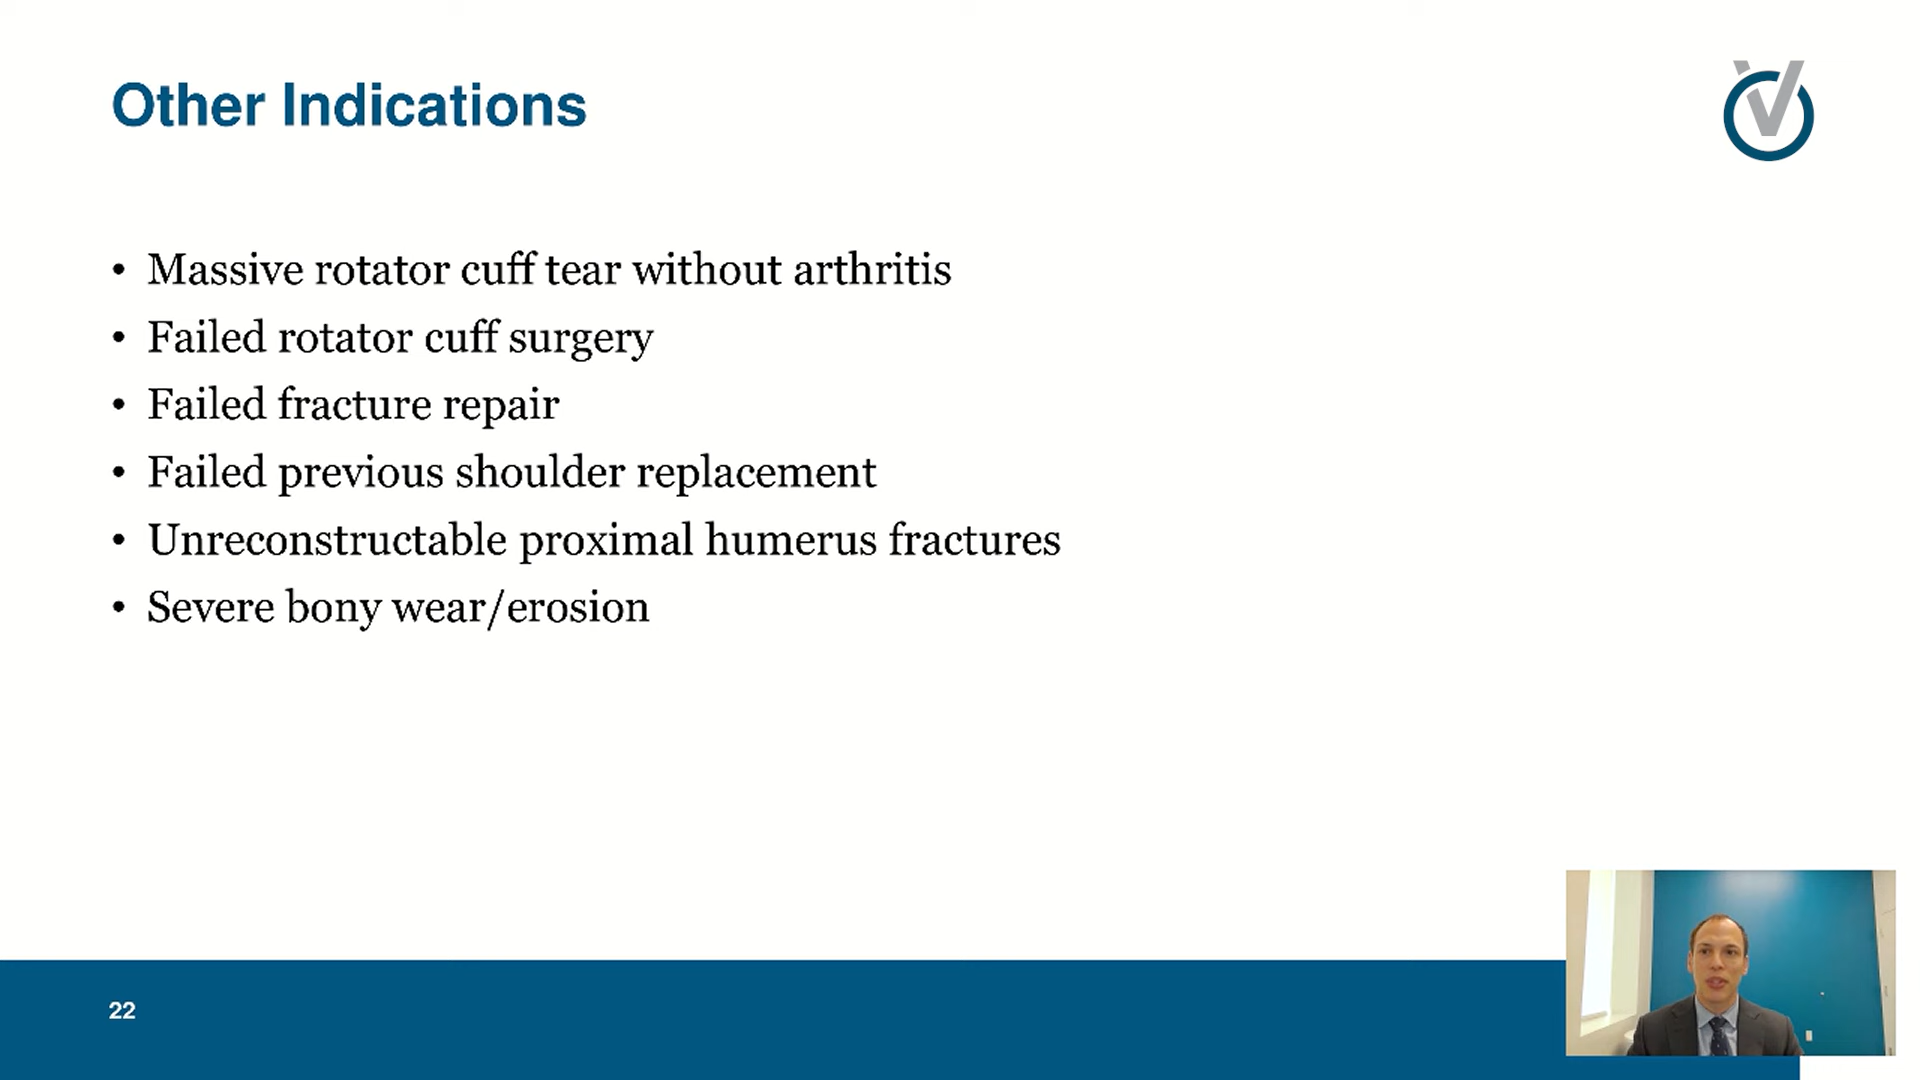 Other Indications
• Massive rotator cuff tear without arthritis
• Failed rotator cuff surgery
• Failed fracture repair
• Failed previous shoulder replacement
• Unreconstructable proximal humerus fractures
• Severe bony wear/erosion
22